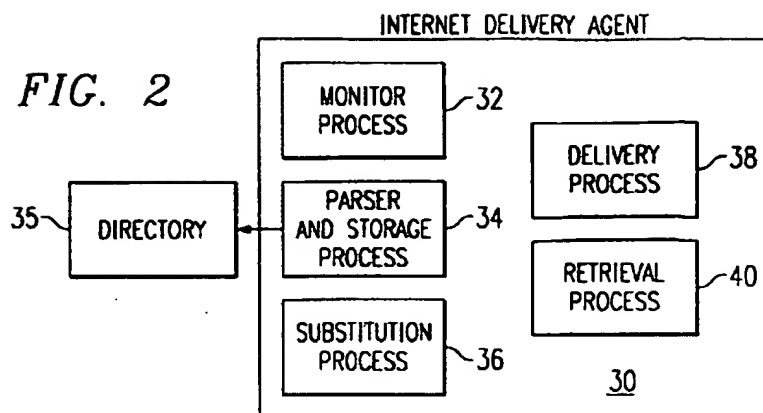 INTERNET DELIVERY AGENT
FIG. 2
MONITOR
PROCESS
32
DELIVERY
PROCESS
38
35
DIRECTORY
PARSER
AND STORAGE
PROCESS
34
RETRIEVAL
PROCESS
40
SUBSTITUTION
PROCESS
36
30